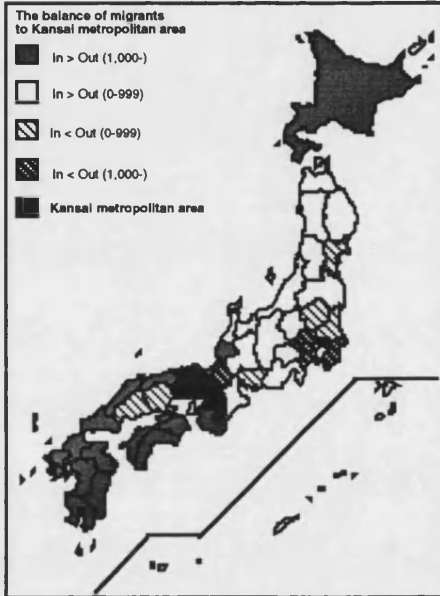 The balance of migrants
to Kansai metropolitan area
In > Out (1,000-)
In > Out (0-999)
In < Out (0-999)
In < Out (1,000-)
Kansai metropolitan area